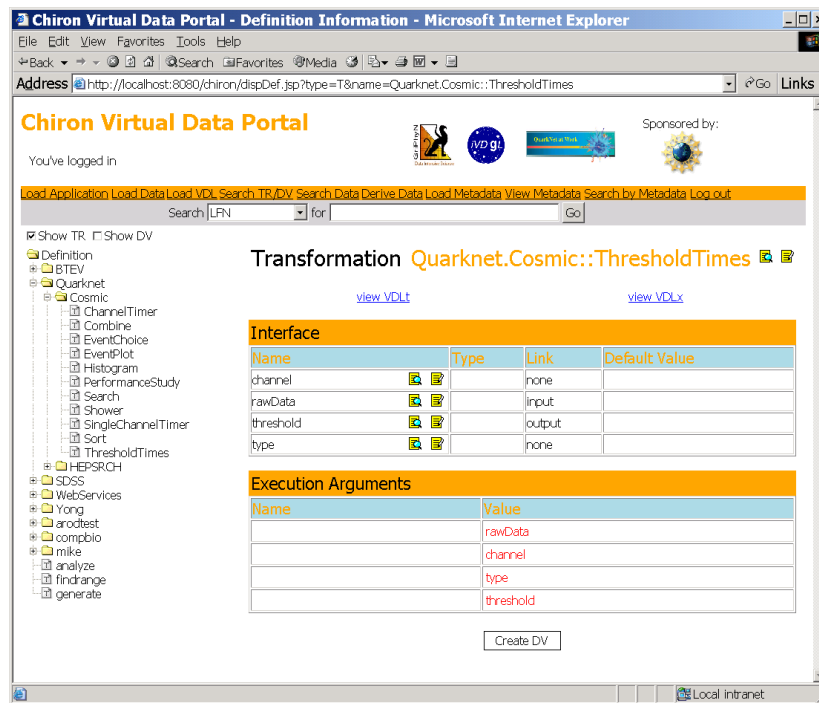 Chiron Virtual Data Portal - Definition Information - Microsoft Internet Explorer
File Edit View Favorites Tools Help
Back Search Favorites Media
Address http://localhost:8080/chiron/dispDef.jsp?type=T&name=Quarknet.Cosmic::ThresholdTimes Go Links
Chiron Virtual Data Portal
You've logged in
GriPhyN
iVDgL
QuarkNet at Work
Sponsored by:
Load Application Load Data Load VDL Search TR/DV Search Data Derive Data Load Metadata View Metadata Search by Metadata Log out
Search LFN for Go
Show TR Show DV
Definition
BTEV
Quarknet
Cosmic
ChannelTimer
Combine
EventChoice
EventPlot
Histogram
PerformanceStudy
Search
Shower
SingleChannelTimer
Sort
ThresholdTimes
HEPSRCH
SDSS
WebServices
Yong
arodtest
compbio
mike
analyze
findrange
generate
Transformation Quarknet.Cosmic::ThresholdTimes
view VDLt view VDLx
Interface
Name Type Link Default Value
channel none
rawData input
threshold output
type none
Execution Arguments
Name Value
rawData
channel
type
threshold
Create DV
Local intranet